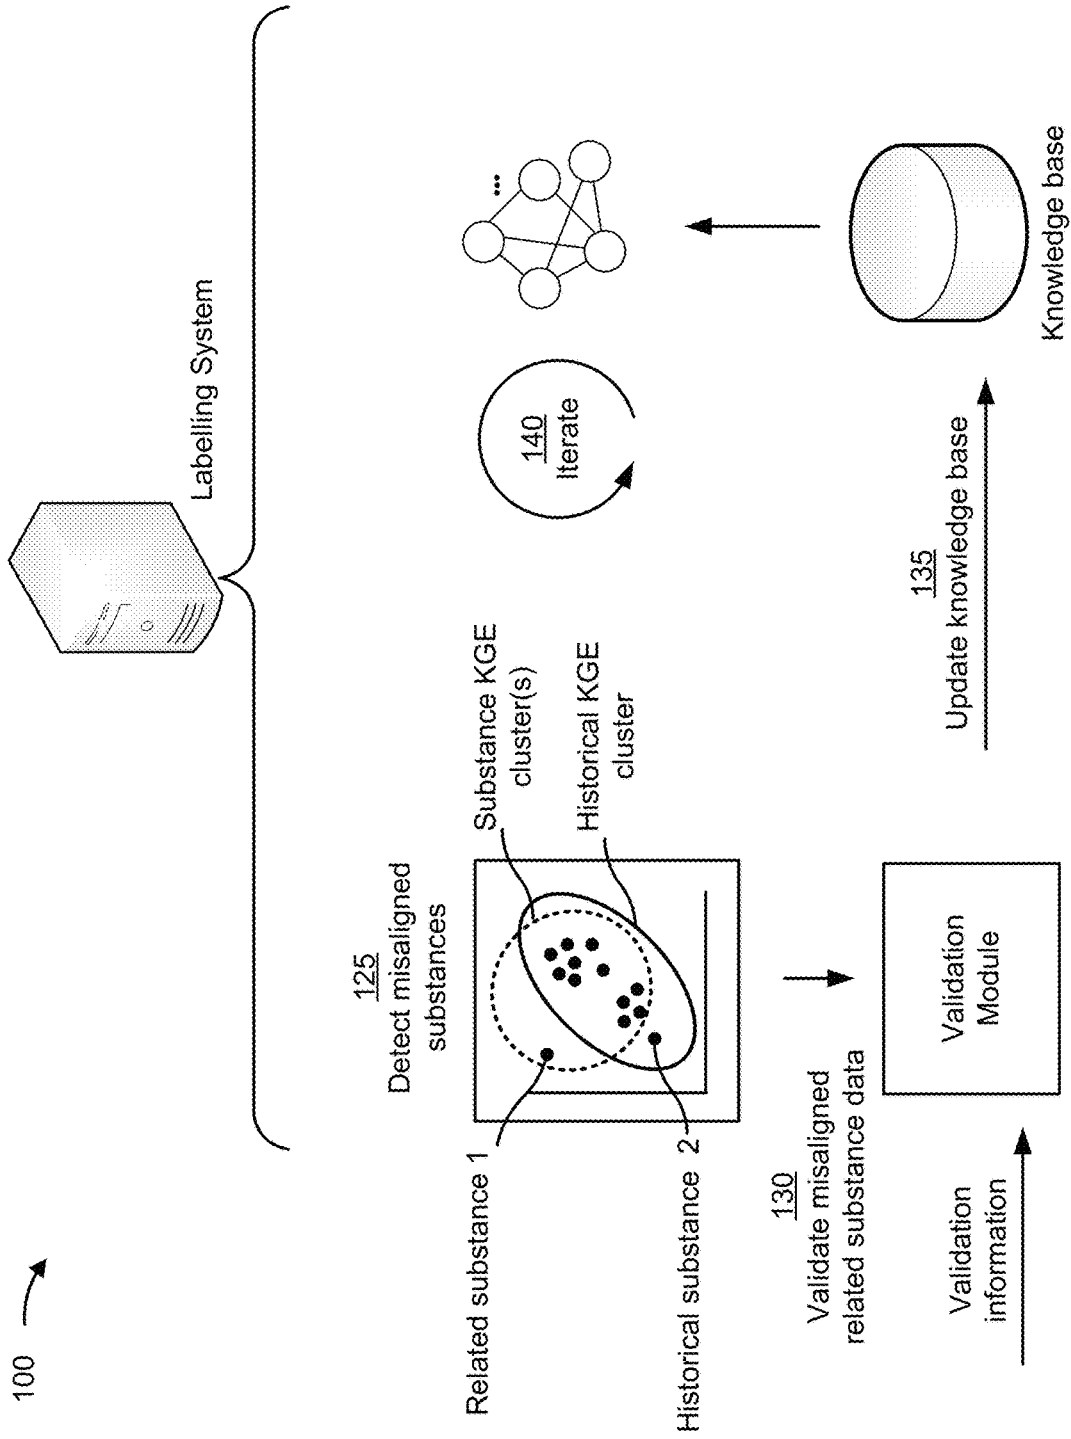 100
Labelling System
125
Detect misaligned
substances
Substance KGE
cluster(s)
Historical KGE
cluster
Related substance 1
Historical substance 2
140
Iterate
...
130
Validate misaligned
related substance data
Validation
information
Validation
Module
135
Update knowledge base
Knowledge base